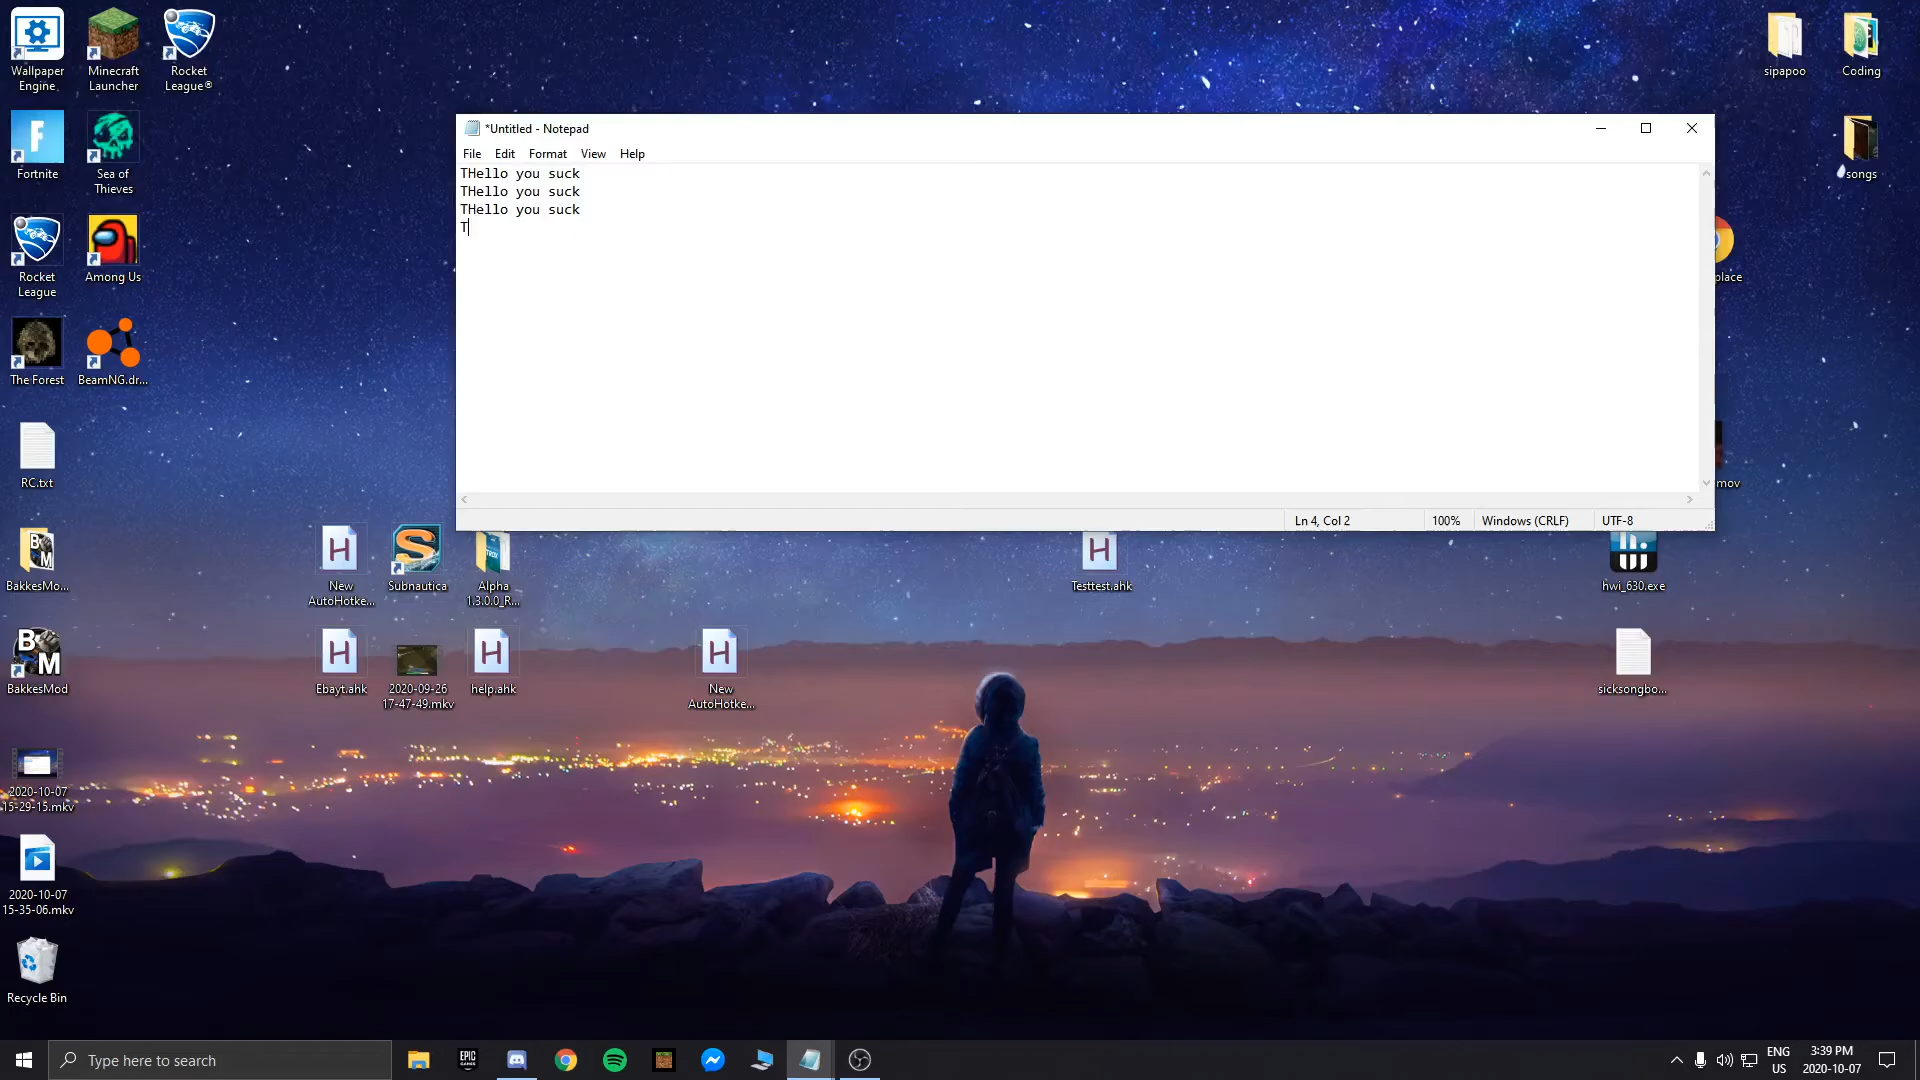 Wallpaper Engine
Minecraft Launcher
Rocket League®
sipapoo
Coding
Fortnite
Sea of Thieves
songs
Rocket League
Among Us
place
The Forest
BeamNG.dr...
RC.txt
mov
*Untitled - Notepad
File Edit Format View Help
THello you suck
THello you suck
THello you suck
T
Ln 4, Col 2 100% Windows (CRLF) UTF-8
BakkesMo...
New AutoHotke...
Subnautica
Alpha 1.3.0.0_R...
Testtest.ahk
hwi_630.exe
BakkesMod
Ebayt.ahk
2020-09-26 17-47-49.mkv
help.ahk
New AutoHotke...
sicksongbo...
2020-10-07 15-29-15.mkv
2020-10-07 15-35-06.mkv
Recycle Bin
Type here to search
EPIC GAMES
ENG US
3:39 PM
2020-10-07